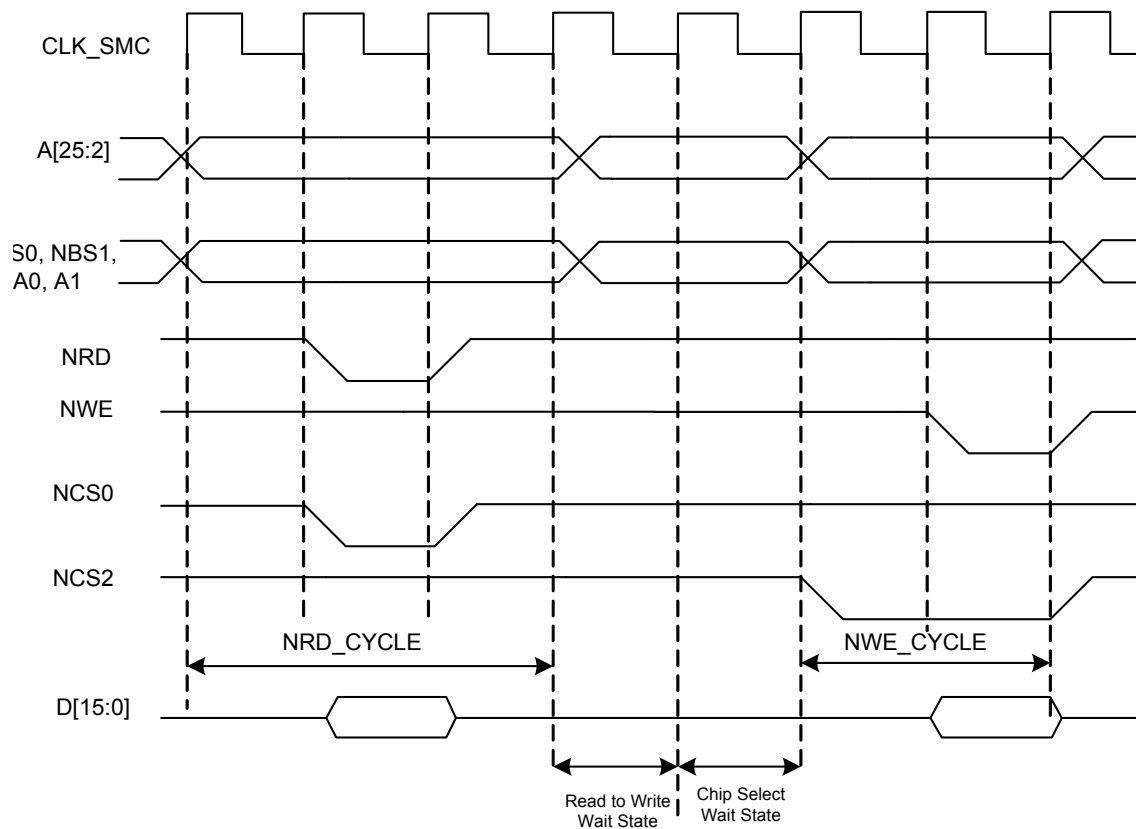 CLK_SMC
A[25:2]
S0, NBS1,
A0, A1
NRD
NWE
NCS0
NCS2
NRD_CYCLE
NWE_CYCLE
D[15:0]
Read to Write
Wait State
Chip Select
Wait State